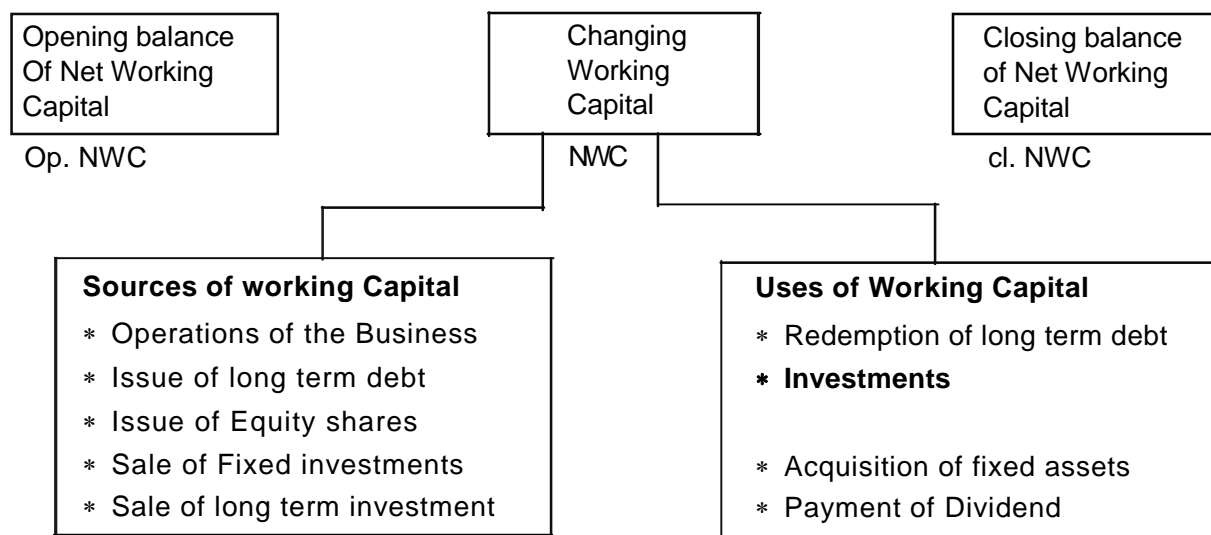 Opening balance
Of Net Working
Capital
Op. NWC
Changing
Working
Capital
NWC
Closing balance
of Net Working
Capital
cl. NWC
Sources of working Capital
* Operations of the Business
* Issue of long term debt
* Issue of Equity shares
* Sale of Fixed investments
* Sale of long term investment
Uses of Working Capital
* Redemption of long term debt
* Investments
* Acquisition of fixed assets
* Payment of Dividend